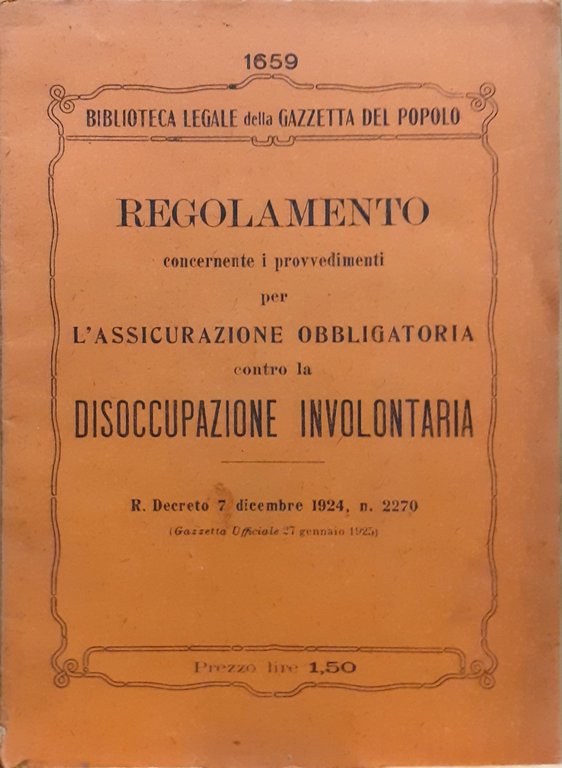 1659
BIBLIOTECA LEGALE della GAZZETTA DEL POPOLO
REGOLAMENTO
concernente i provvedimenti
per
L'ASSICURAZIONE OBBLIGATORIA
contro la
DISOCCUPAZIONE INVOLONTARIA
R. Decreto 7 dicembre 1924, n. 2270
(Gazzetta Ufficiale 27 gennaio 1925)
Prezzo lire 1,50